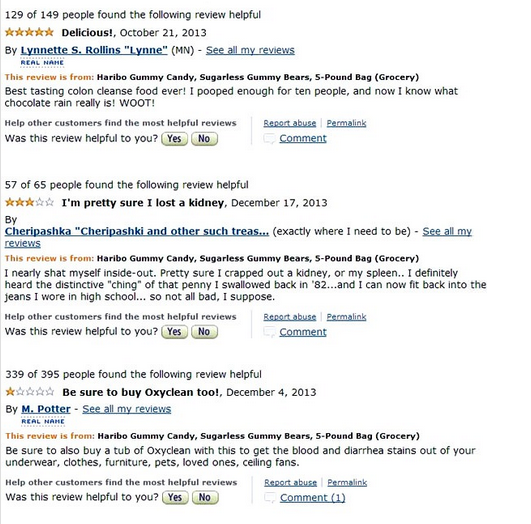 129 of 149 people found the following review helpful
Delicious!, October 21, 2013
By Lynnette S. Rollins "Lynne" (MN) - See all my reviews
REAL NAME
This review is from: Haribo Gummy Candy, Sugarless Gummy Bears, 5-Pound Bag (Grocery)
Best tasting colon cleanse food ever! I pooped enough for ten people, and now I know what
chocolate rain really is! WOOT!
Help other customers find the most helpful reviews Report abuse | Permalink
Was this review helpful to you? Yes No Comment
57 of 65 people found the following review helpful
I'm pretty sure I lost a kidney, December 17, 2013
By
Cheripashka "Cheripashki and other such treas... (exactly where I need to be) - See all my
reviews
This review is from: Haribo Gummy Candy, Sugarless Gummy Bears, 5-Pound Bag (Grocery)
I nearly shat myself inside-out. Pretty sure I crapped out a kidney, or my spleen.. I definitely
heard the distinctive "ching" of that penny I swallowed back in '82...and I can now fit back into the
jeans I wore in high school... so not all bad, I suppose.
Help other customers find the most helpful reviews Report abuse | Permalink
Was this review helpful to you? Yes No Comment
339 of 395 people found the following review helpful
Be sure to buy Oxyclean too!, December 4, 2013
By M. Potter - See all my reviews
REAL NAME
This review is from: Haribo Gummy Candy, Sugarless Gummy Bears, 5-Pound Bag (Grocery)
Be sure to also buy a tub of Oxyclean with this to get the blood and diarrhea stains out of your
underwear, clothes, furniture, pets, loved ones, ceiling fans.
Help other customers find the most helpful reviews Report abuse | Permalink
Was this review helpful to you? Yes No Comment (1)